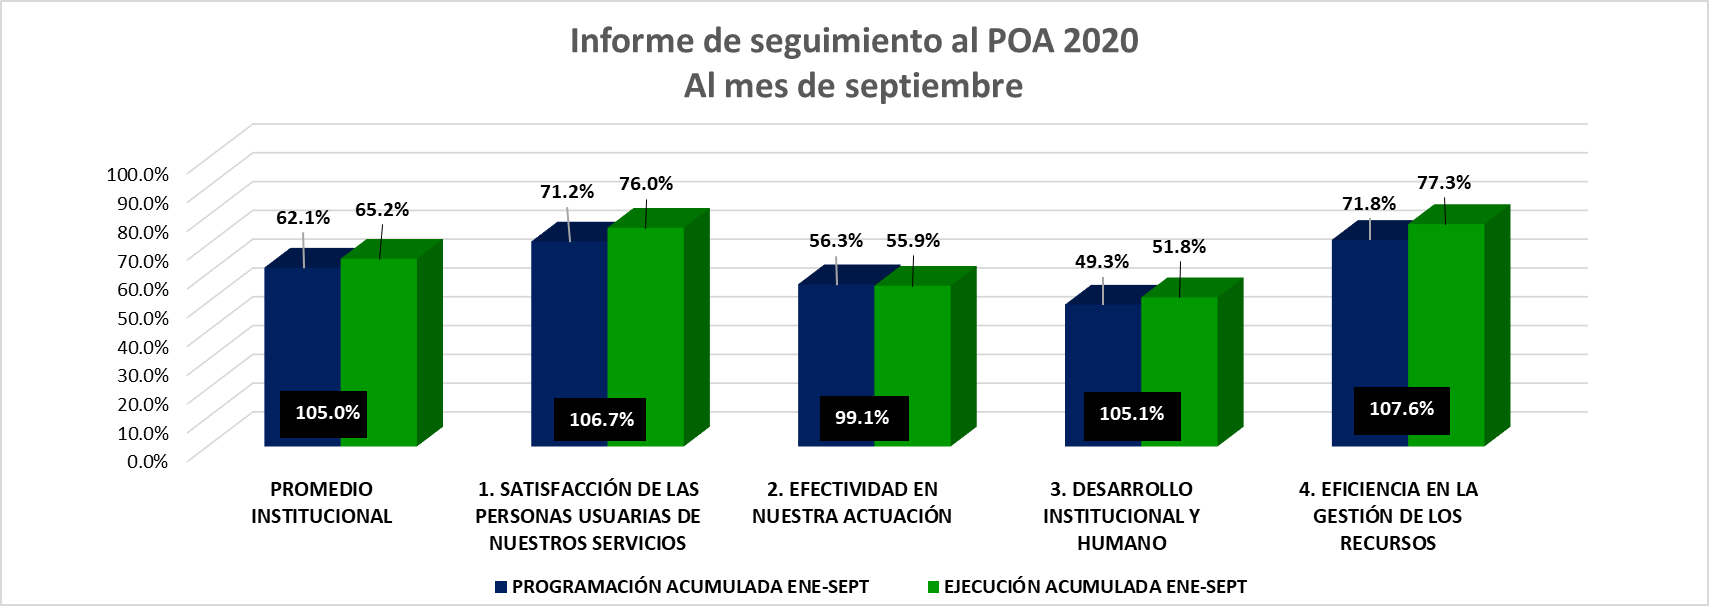 Informe de seguimiento al POA 2020
Al mes de septiembre
100.0%
90.0%
80.0%
70.0%
60.0%
50.0%
40.0%
30.0%
20.0%
10.0%
0.0%
62.1%
65.2%
71.2%
76.0%
56.3%
55.9%
49.3%
51.8%
71.8%
77.3%
105.0%
106.7%
99.1%
105.1%
107.6%
PROMEDIO
INSTITUCIONAL
1. SATISFACCIÓN DE LAS
PERSONAS USUARIAS DE
NUESTROS SERVICIOS
2. EFECTIVIDAD EN
NUESTRA ACTUACIÓN
3. DESARROLLO
INSTITUCIONAL Y
HUMANO
4. EFICIENCIA EN LA
GESTIÓN DE LOS
RECURSOS
PROGRAMACIÓN ACUMULADA ENE-SEPT
EJECUCIÓN ACUMULADA ENE-SEPT